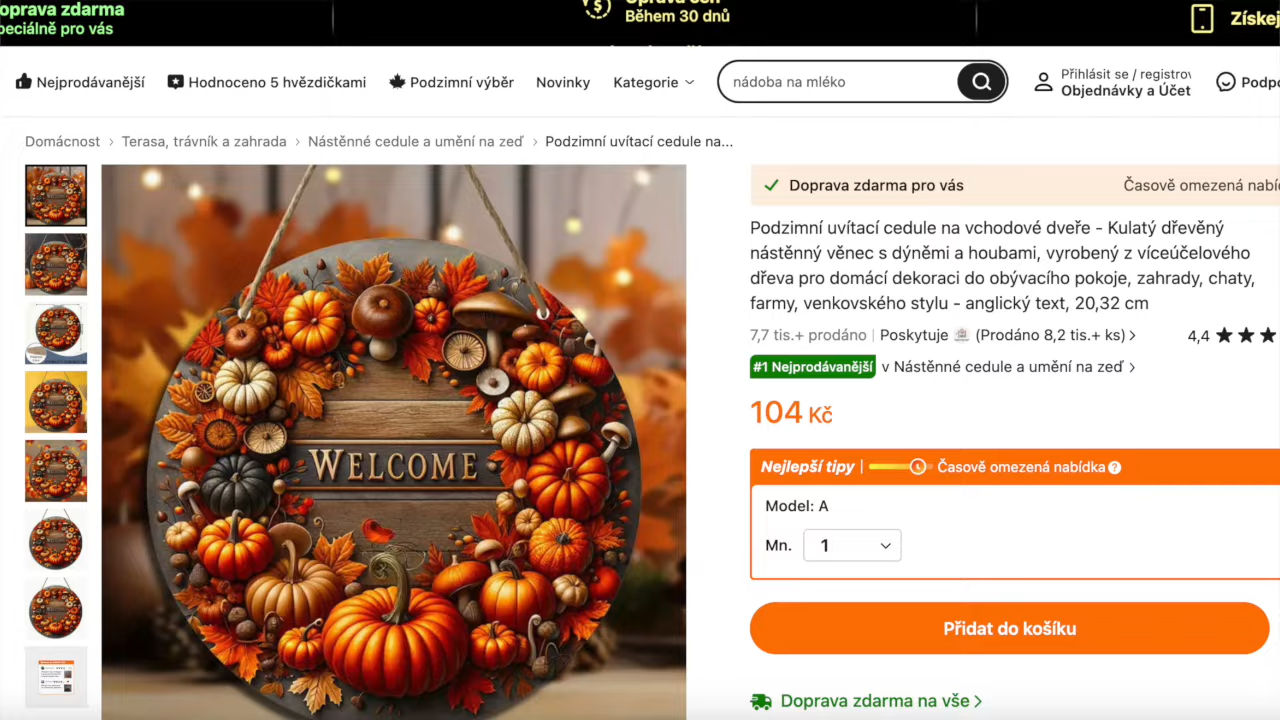 oprava zdarma
peciálně pro vás
Během 30 dnů
Získej
Nejprodávanější
Hodnoceno 5 hvězdičkami
Podzimní výběr
Novinky
Kategorie
nádoba na mléko
Přihlásit se / registrov
Objednávky a Účet
Podpo
Domácnost › Terasa, trávník a zahrada › Nástěnné cedule a umění na zeď › Podzimní uvítací cedule na...
WELCOME
Doprava zdarma pro vás
Časově omezená nabíd
Podzimní uvítací cedule na vchodové dveře - Kulatý dřevěný
nástěnný věnec s dýněmi a houbami, vyrobený z víceúčelového
dřeva pro domácí dekoraci do obývacího pokoje, zahrady, chaty,
farmy, venkovského stylu - anglický text, 20,32 cm
7,7 tis.+ prodáno | Poskytuje (Prodáno 8,2 tis.+ ks) ›
4,4
#1 Nejprodávanější v Nástěnné cedule a umění na zeď ›
104 Kč
Nejlepší tipy | Časově omezená nabídka
Model: A
Mn. 1
Přidat do košíku
Doprava zdarma na vše ›